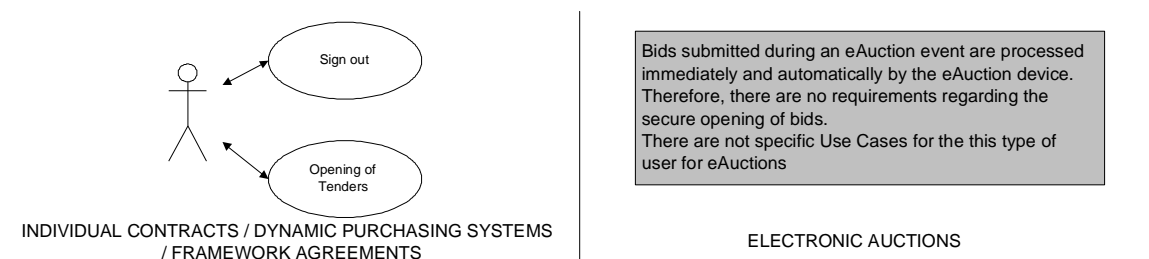 Sign out
Opening of
Tenders
INDIVIDUAL CONTRACTS / DYNAMIC PURCHASING SYSTEMS
/ FRAMEWORK AGREEMENTS
Bids submitted during an eAuction event are processed
immediately and automatically by the eAuction device.
Therefore, there are no requirements regarding the
secure opening of bids.
There are not specific Use Cases for the this type of
user for eAuctions
ELECTRONIC AUCTIONS